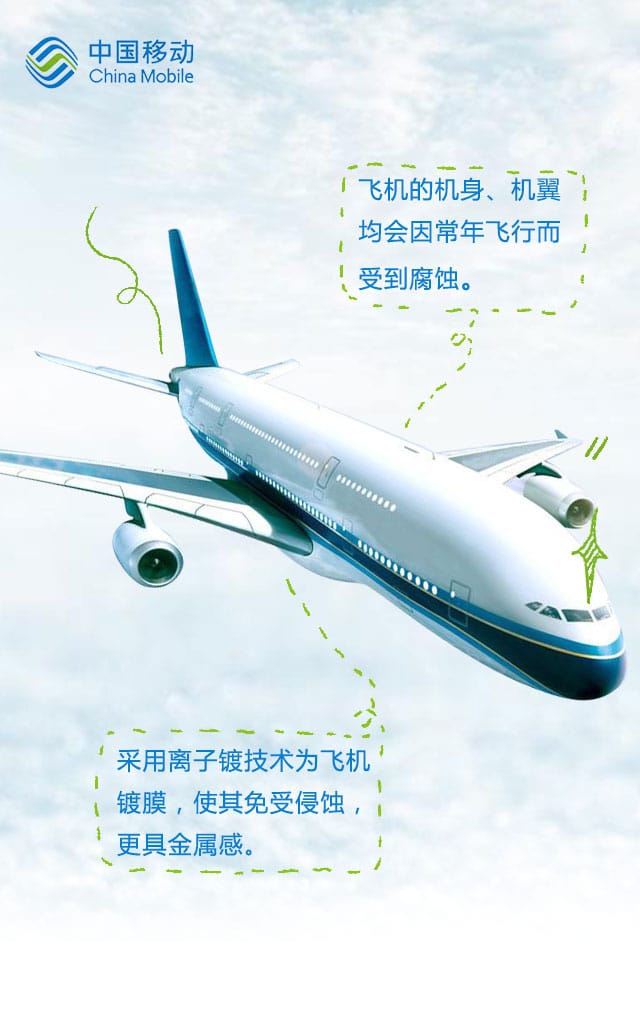 中国移动
China Mobile
飞机的机身、机翼
均会因常年飞行而
受到腐蚀。
采用离子镀技术为飞机
镀膜，使其免受侵蚀，
更具金属感。